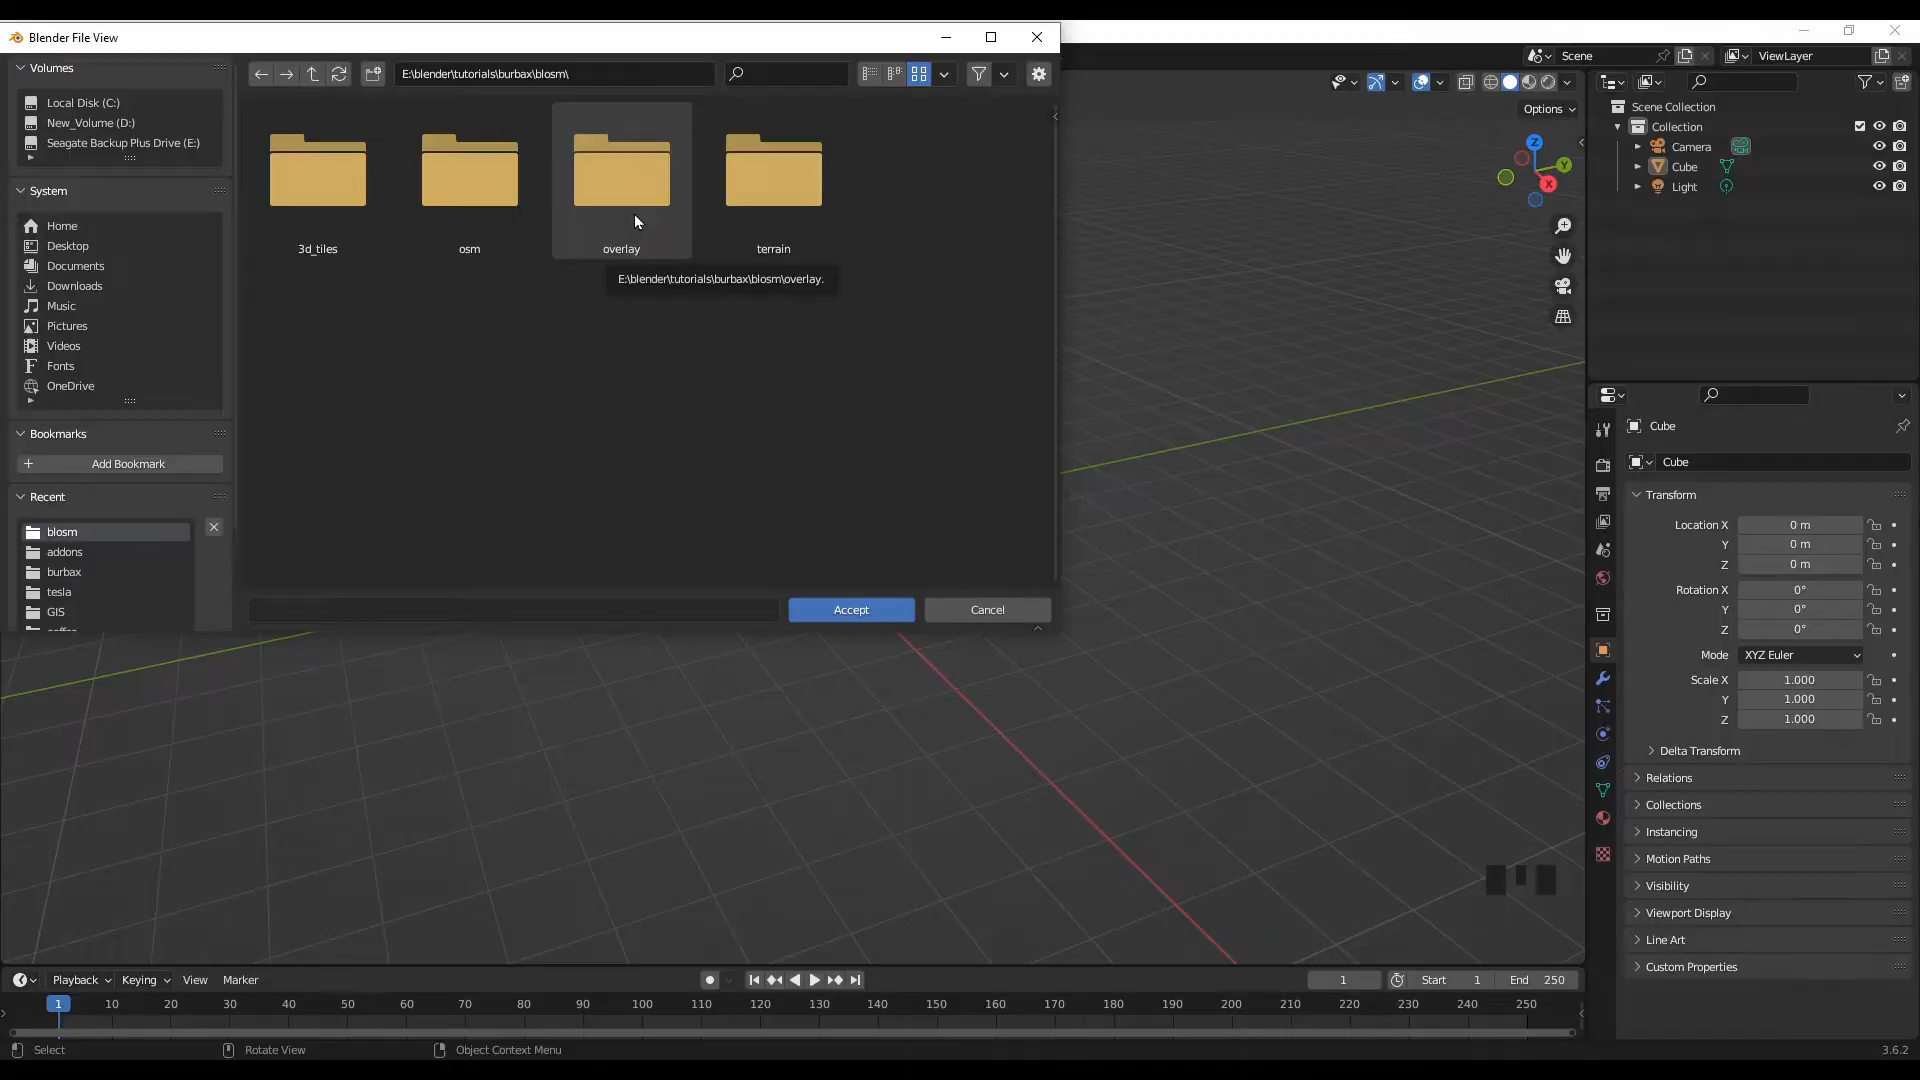 Blender File View
Volumes
Local Disk (C:)
New_Volume (D:)
Seagate Backup Plus Drive (E:)
System
Home
Desktop
Documents
Downloads
Music
Pictures
Videos
Fonts
OneDrive
Bookmarks
Add Bookmark
Recent
blosm
addons
burbax
tesla
GIS
E:\blender\tutorials\burbax\blosm\
3d_tiles
osm
overlay
terrain
E:\blender\tutorials\burbax\blosm\overlay.
Accept
Cancel
Scene
ViewLayer
Options
Z
Y
X
Scene Collection
Collection
Camera
Cube
Light
Cube
Cube
Transform
Location X 0 m
Y 0 m
Z 0 m
Rotation X 0°
Y 0°
Z 0°
Mode XYZ Euler
Scale X 1.000
Y 1.000
Z 1.000
Delta Transform
Relations
Collections
Instancing
Motion Paths
Visibility
Viewport Display
Line Art
Custom Properties
Playback Keying View Marker
1 Start 1 End 250
1 10 20 30 40 50 60 70 80 90 100 110 120 130 140 150 160 170 180 190 200 210 220 230 240 250
Select Rotate View Object Context Menu 3.6.2